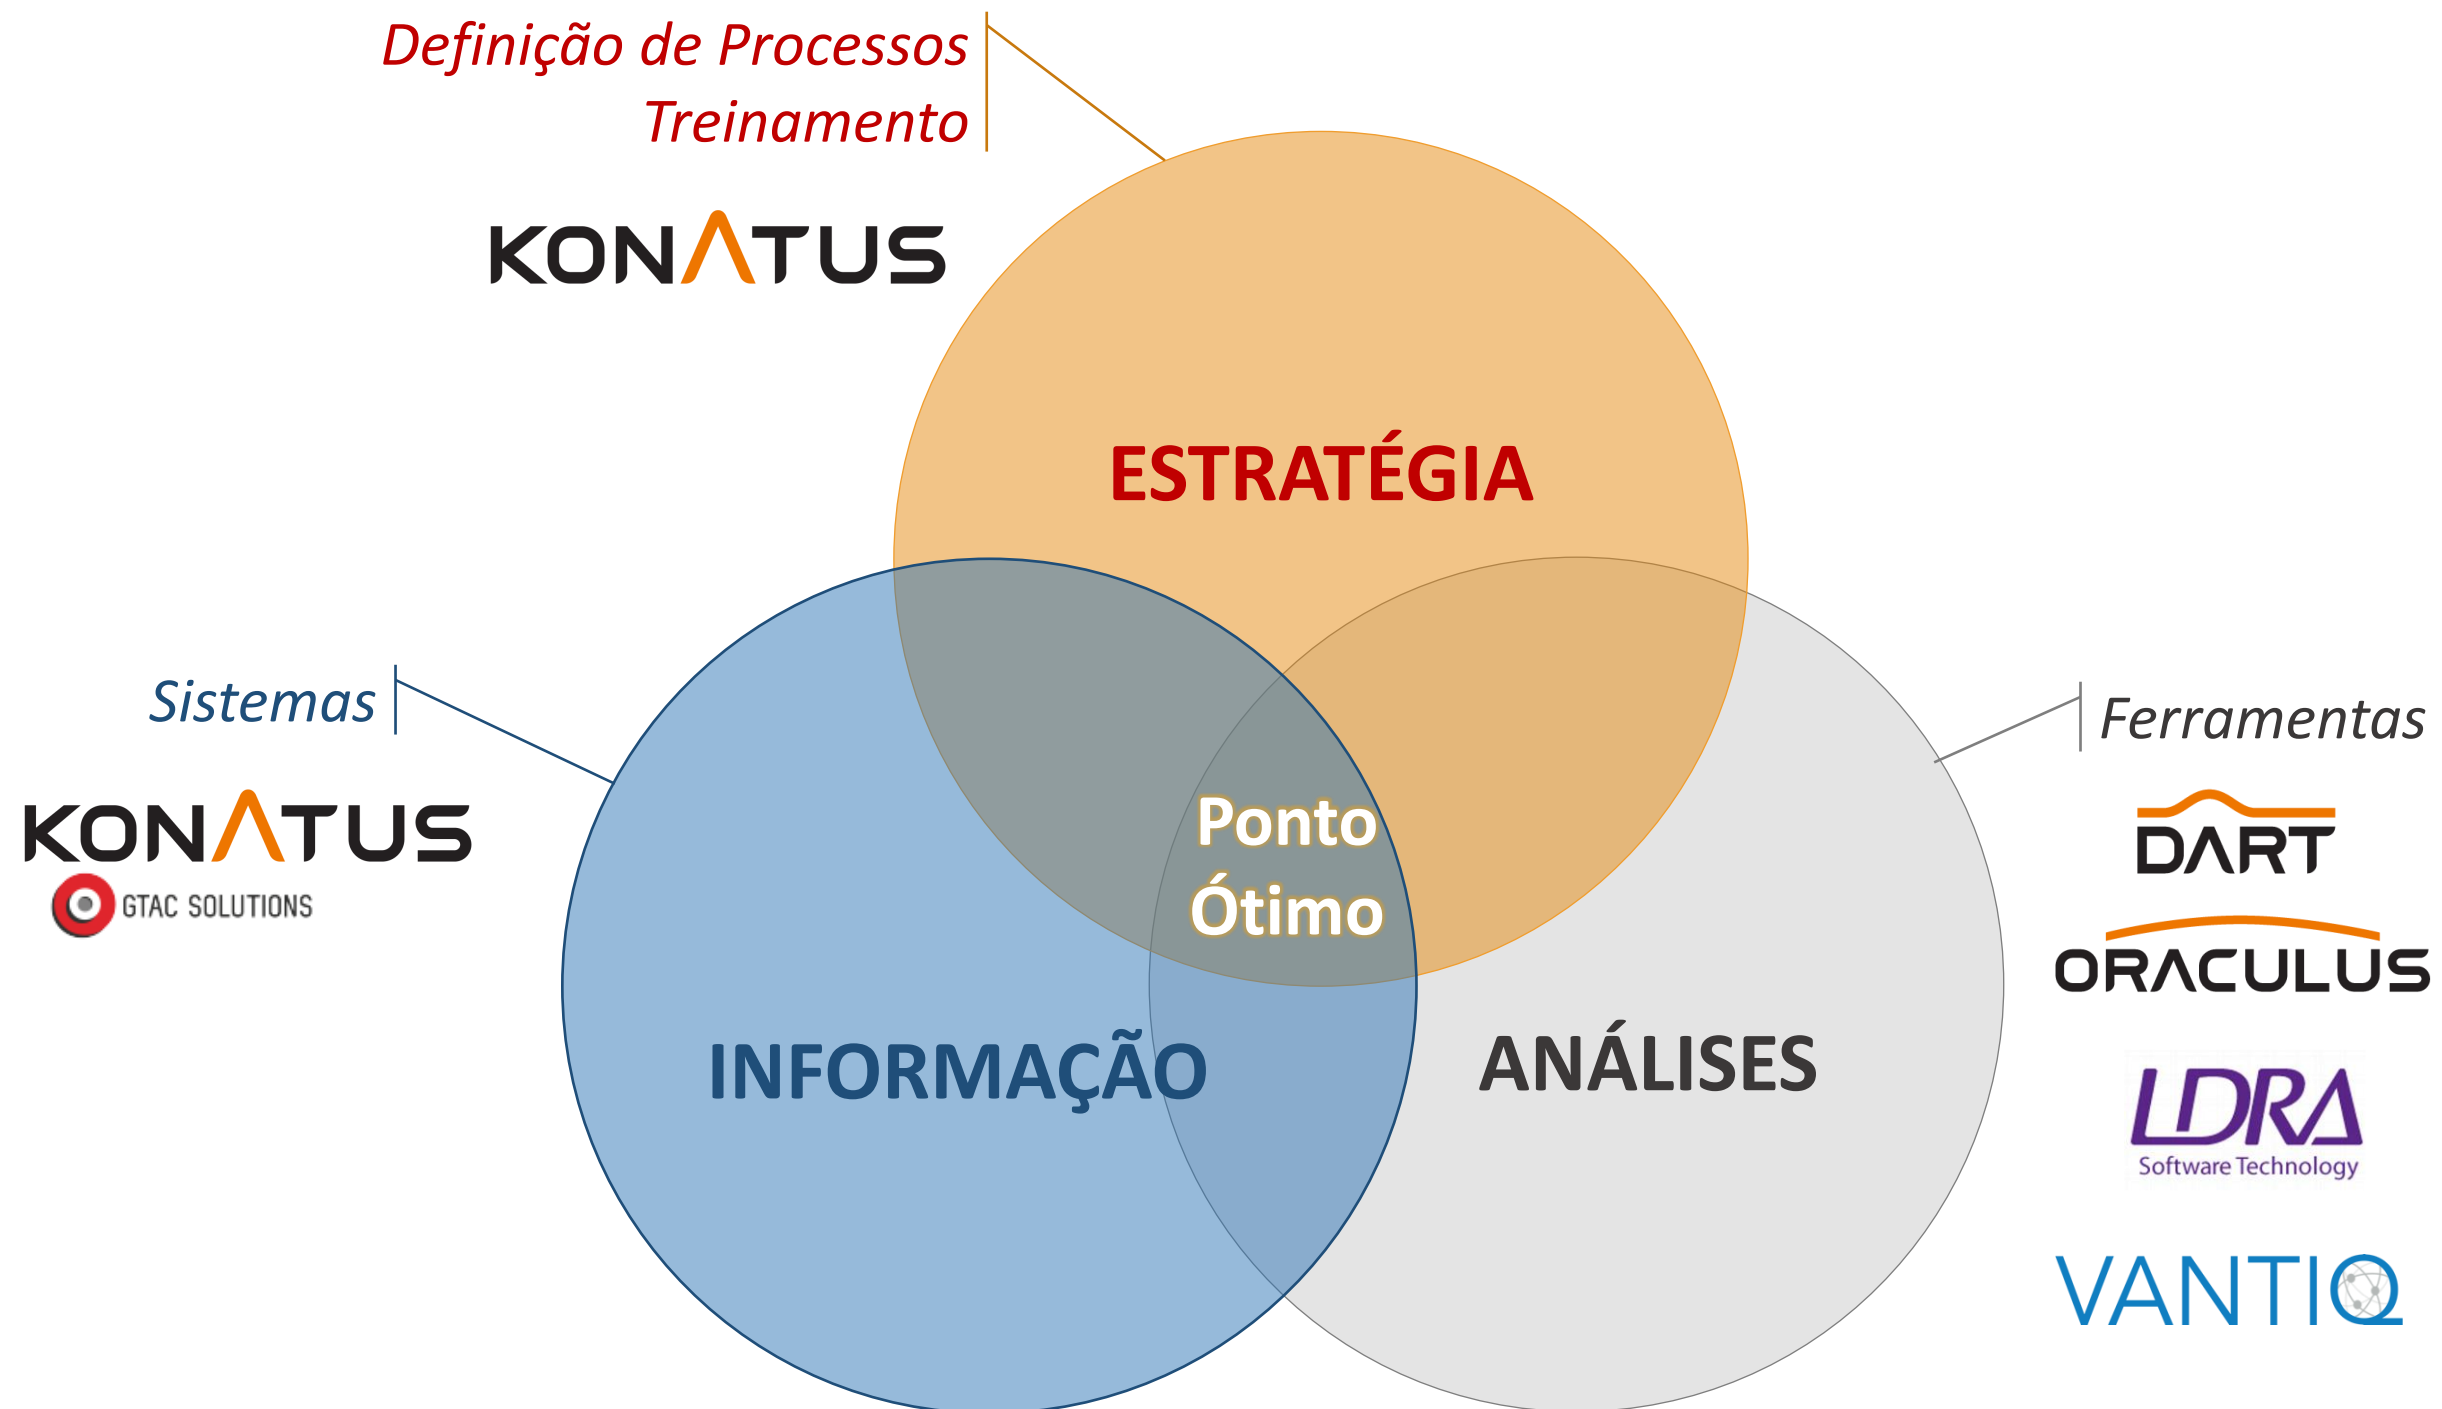 Definição de Processos
Treinamento
KONATUS
ESTRATÉGIA
Sistemas
KONATUS
GTAC SOLUTIONS
Ponto
Ótimo
INFORMAÇÃO
ANÁLISES
Ferramentas
DART
ORACULUS
LDRA
Software Technology
VANTIQ